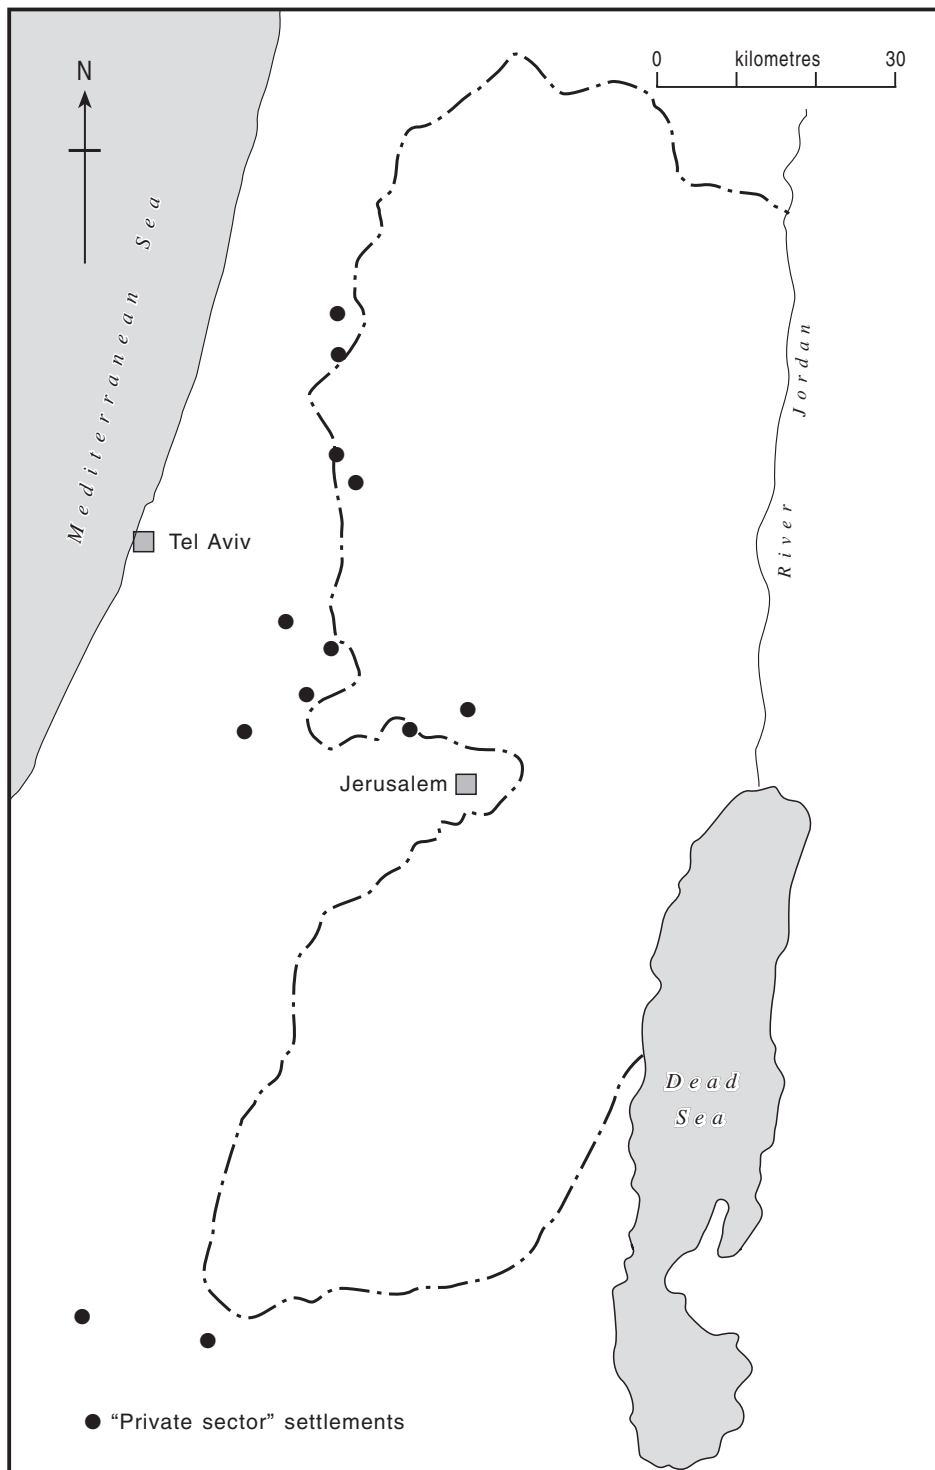 0 kilometres 30
N
Mediterranean Sea
River Jordan
Tel Aviv
Jerusalem
Dead
Sea
“Private sector” settlements